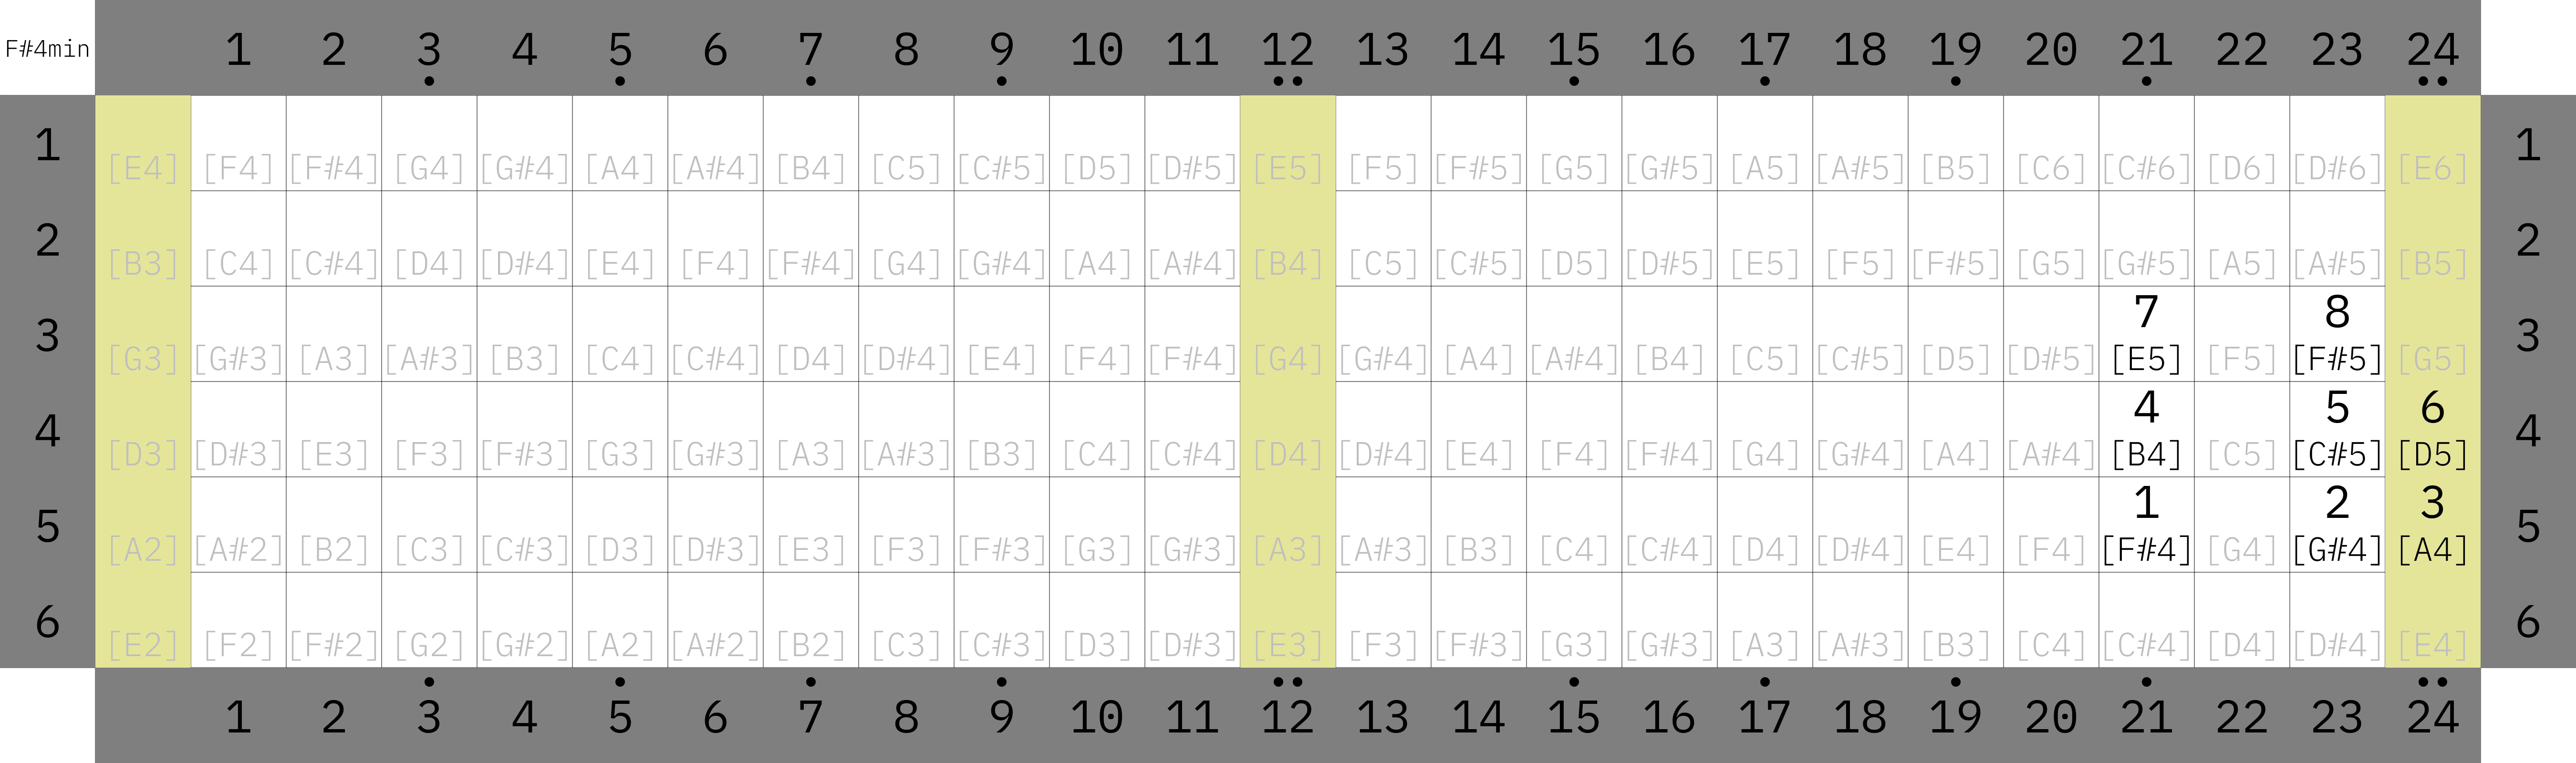 F#4min 1 2 3 4 5 6 7 8 9 10 11 12 13 14 15 16 17 18 19 20 21 22 23 24
1 [E4] [F4] [F#4] [G4] [G#4] [A4] [A#4] [B4] [C5] [C#5] [D5] [D#5] [E5] [F5] [F#5] [G5] [G#5] [A5] [A#5] [B5] [C6] [C#6] [D6] [D#6] [E6] 1
2 [B3] [C4] [C#4] [D4] [D#4] [E4] [F4] [F#4] [G4] [G#4] [A4] [A#4] [B4] [C5] [C#5] [D5] [D#5] [E5] [F5] [F#5] [G5] [G#5] [A5] [A#5] [B5] 2
7 8
3 [G3] [G#3] [A3] [A#3] [B3] [C4] [C#4] [D4] [D#4] [E4] [F4] [F#4] [G4] [G#4] [A4] [A#4] [B4] [C5] [C#5] [D5] [D#5] [E5] [F5] [F#5] [G5] 3
4 5 6
4 [D3] [D#3] [E3] [F3] [F#3] [G3] [G#3] [A3] [A#3] [B3] [C4] [C#4] [D4] [D#4] [E4] [F4] [F#4] [G4] [G#4] [A4] [A#4] [B4] [C5] [C#5] [D5] 4
1 2 3
5 [A2] [A#2] [B2] [C3] [C#3] [D3] [D#3] [E3] [F3] [F#3] [G3] [G#3] [A3] [A#3] [B3] [C4] [C#4] [D4] [D#4] [E4] [F4] [F#4] [G4] [G#4] [A4] 5
6 [E2] [F2] [F#2] [G2] [G#2] [A2] [A#2] [B2] [C3] [C#3] [D3] [D#3] [E3] [F3] [F#3] [G3] [G#3] [A3] [A#3] [B3] [C4] [C#4] [D4] [D#4] [E4] 6
1 2 3 4 5 6 7 8 9 10 11 12 13 14 15 16 17 18 19 20 21 22 23 24